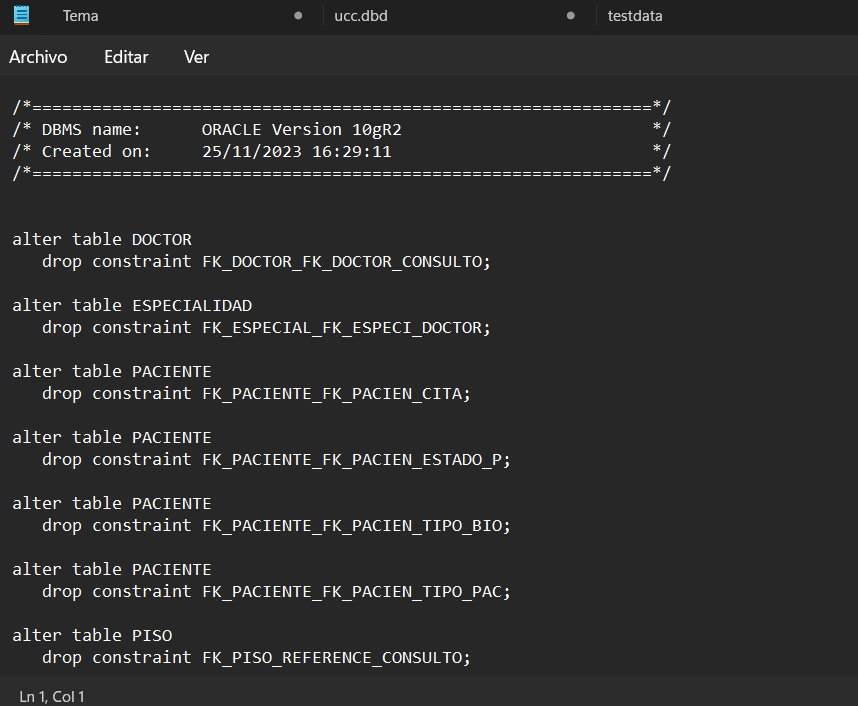 Tema
ucc.dbd
testdata
Archivo Editar Ver
/*==============================================================*/
/* DBMS name:      ORACLE Version 10gR2                         */
/* Created on:     25/11/2023 16:29:11                          */
/*==============================================================*/
alter table DOCTOR
   drop constraint FK_DOCTOR_FK_DOCTOR_CONSULTO;
alter table ESPECIALIDAD
   drop constraint FK_ESPECIAL_FK_ESPECI_DOCTOR;
alter table PACIENTE
   drop constraint FK_PACIENTE_FK_PACIEN_CITA;
alter table PACIENTE
   drop constraint FK_PACIENTE_FK_PACIEN_ESTADO_P;
alter table PACIENTE
   drop constraint FK_PACIENTE_FK_PACIEN_TIPO_BIO;
alter table PACIENTE
   drop constraint FK_PACIENTE_FK_PACIEN_TIPO_PAC;
alter table PISO
   drop constraint FK_PISO_REFERENCE_CONSULTO;
Ln 1, Col 1